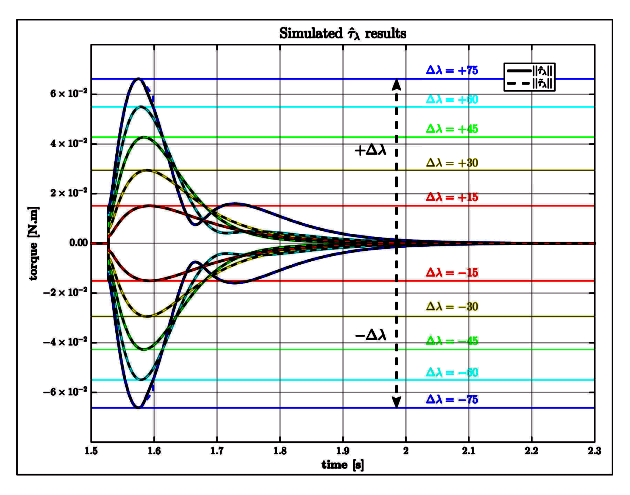 Simulated τ̂λ results
Δλ = +75
||τ̂λ||
||τ̃λ||
6 × 10⁻²
Δλ = +60
4 × 10⁻²
Δλ = +45
+Δλ
Δλ = +30
2 × 10⁻²
Δλ = +15
0.00
torque [N.m]
Δλ = −15
−2 × 10⁻²
Δλ = −30
−Δλ
−4 × 10⁻²
Δλ = −45
Δλ = −60
−6 × 10⁻²
Δλ = −75
1.5 1.6 1.7 1.8 1.9 2 2.1 2.2 2.3
time [s]